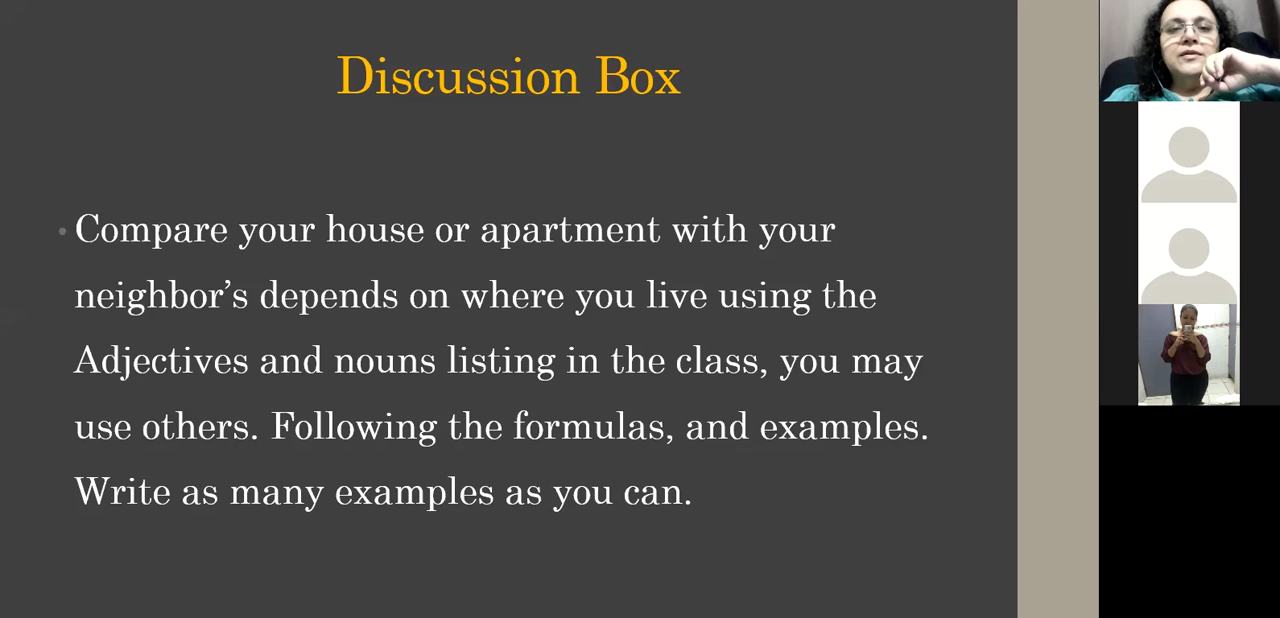 Discussion Box
• Compare your house or apartment with your
neighbor’s depends on where you live using the
Adjectives and nouns listing in the class, you may
use others. Following the formulas, and examples.
Write as many examples as you can.